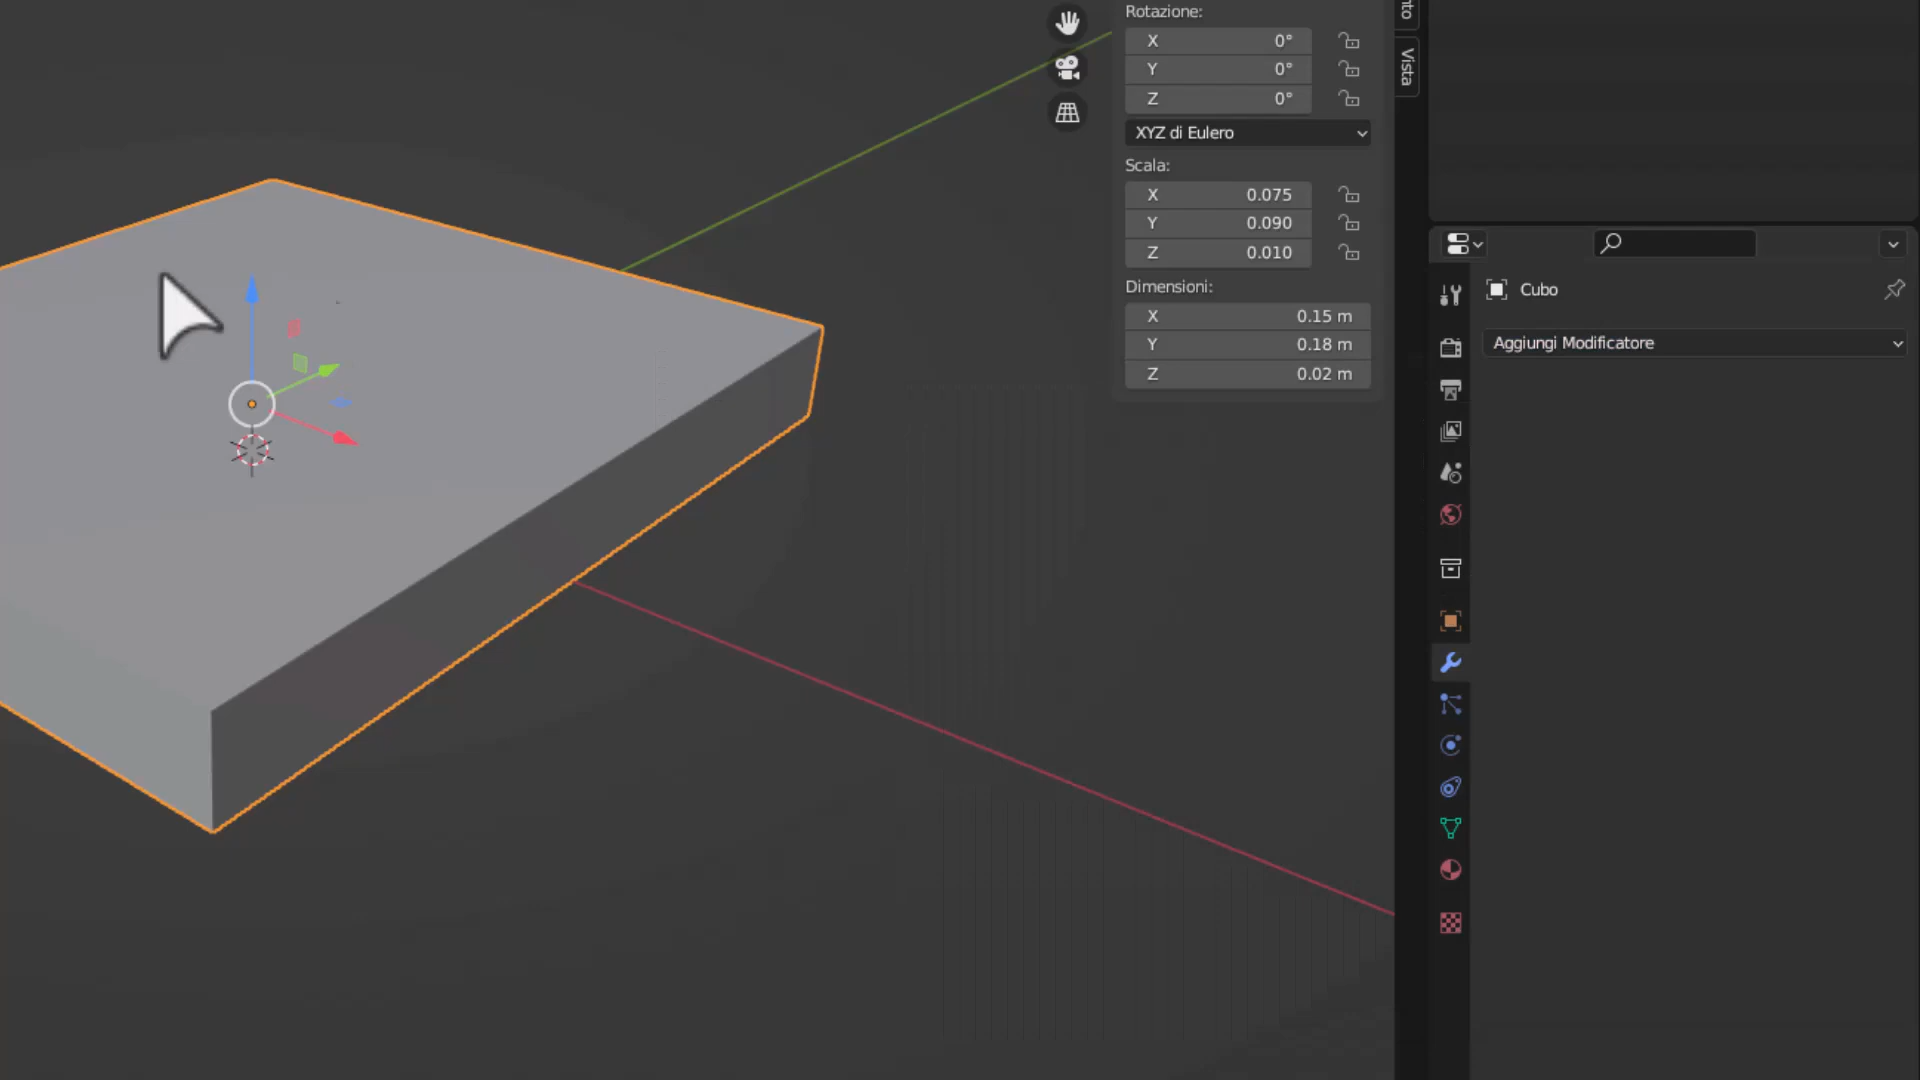 Rotazione:
X 0°
Y 0°
Z 0°
XYZ di Eulero
Scala:
X 0.075
Y 0.090
Z 0.010
Dimensioni:
X 0.15 m
Y 0.18 m
Z 0.02 m
nto
Vista
Cubo
Aggiungi Modificatore